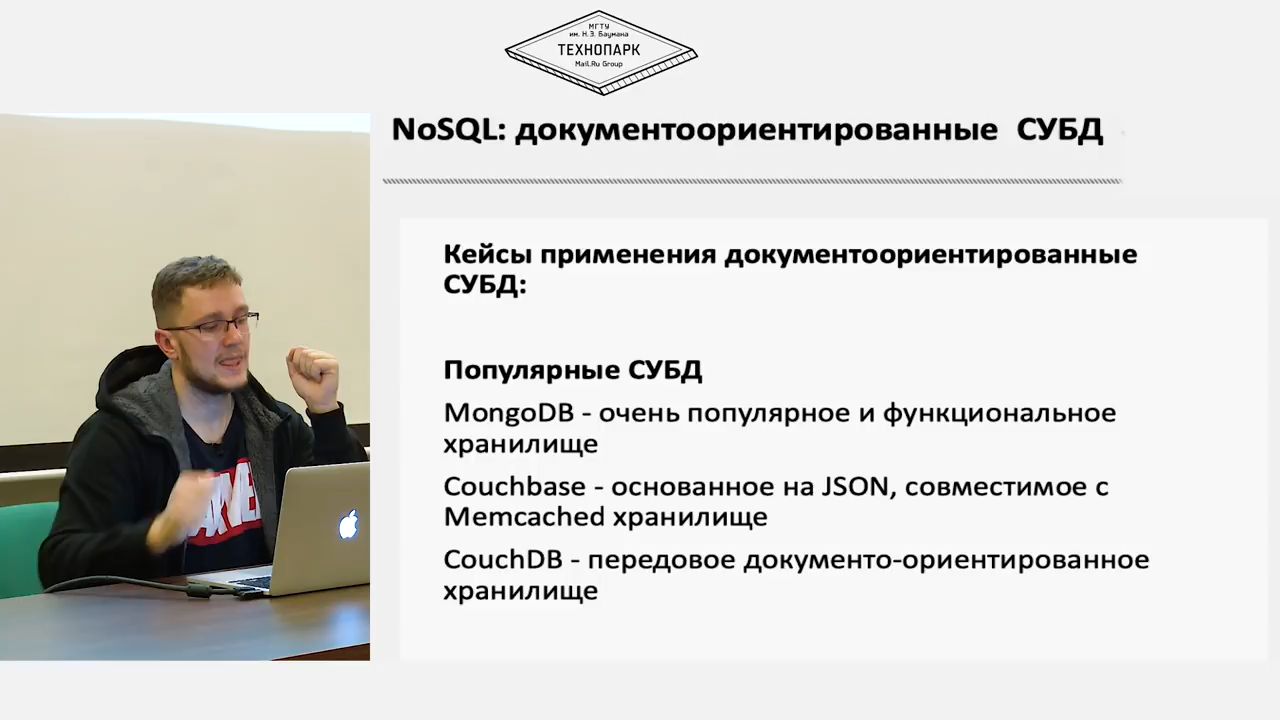 МГТУ
им. Н.Э. Баумана
ТЕХНОПАРК
Mail.Ru Group
NoSQL: документоориентированные СУБД
Кейсы применения документоориентированные
СУБД:
Популярные СУБД
MongoDB - очень популярное и функциональное
хранилище
Couchbase - основанное на JSON, совместимое с
Memcached хранилище
CouchDB - передовое документо-ориентированное
хранилище